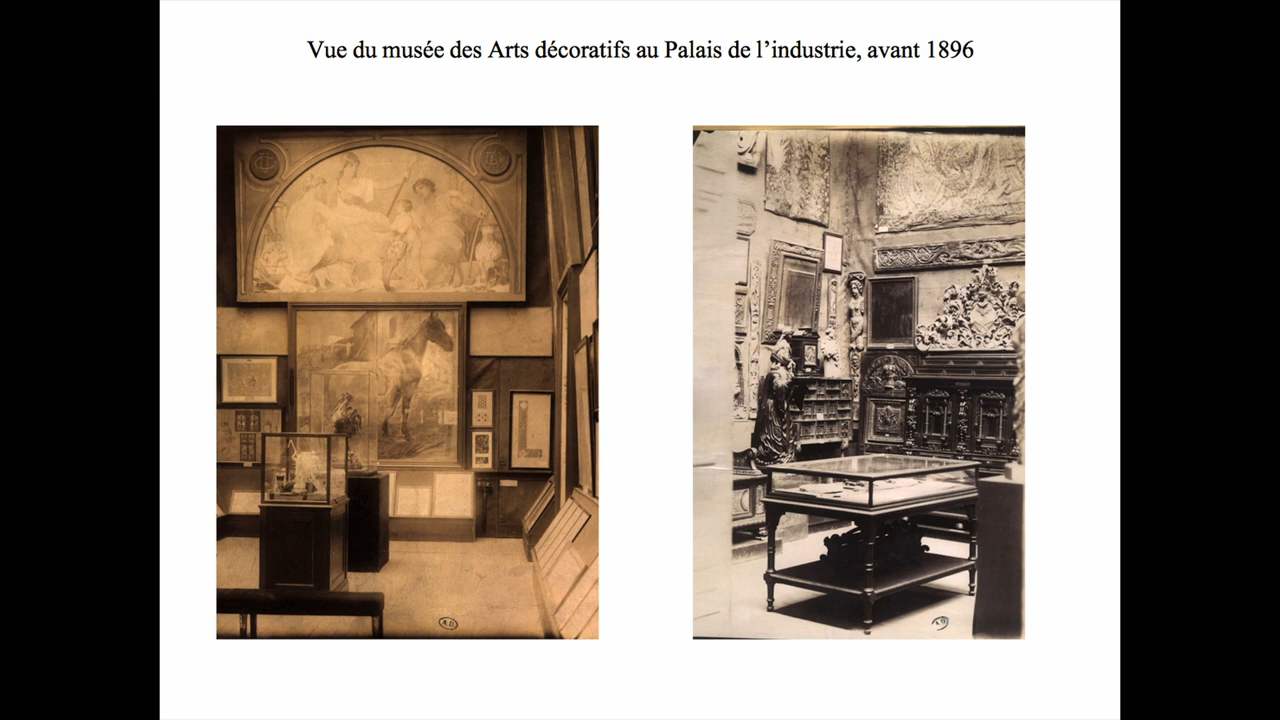 Vue du musée des Arts décoratifs au Palais de l’industrie, avant 1896
A.D.